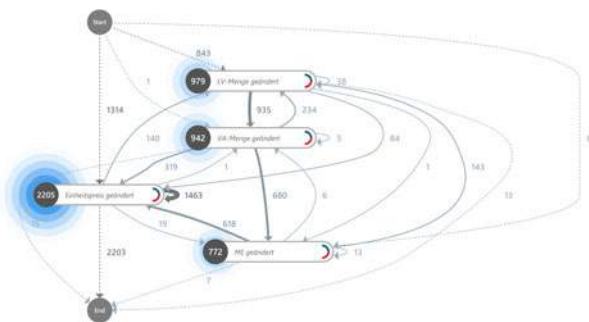 Start
843
979 LV-Menge geändert 38
1
1314
935 234
942 VA-Menge geändert 5
140 84 1 143
319 1
2205 Einheitspreis geändert 1463
680 6 13
19 618
2203
772 ME geändert 13
7
End